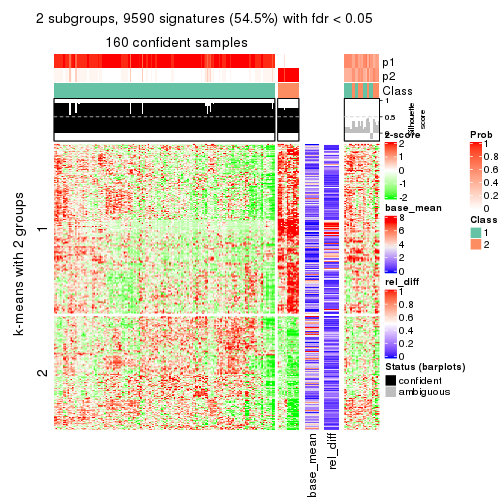 2 subgroups, 9590 signatures (54.5%) with fdr < 0.05
160 confident samples
p1
p2
Class
1
0.5
0
Silhouette
score
k-means with 2 groups
1
2
base_mean
rel_diff
z-score
2
1
0
-1
-2
base_mean
8
6
4
2
0
rel_diff
1
0.8
0.6
0.4
0.2
0
Status (barplots)
confident
ambiguous
Prob
1
0.8
0.6
0.4
0.2
0
Class
1
2